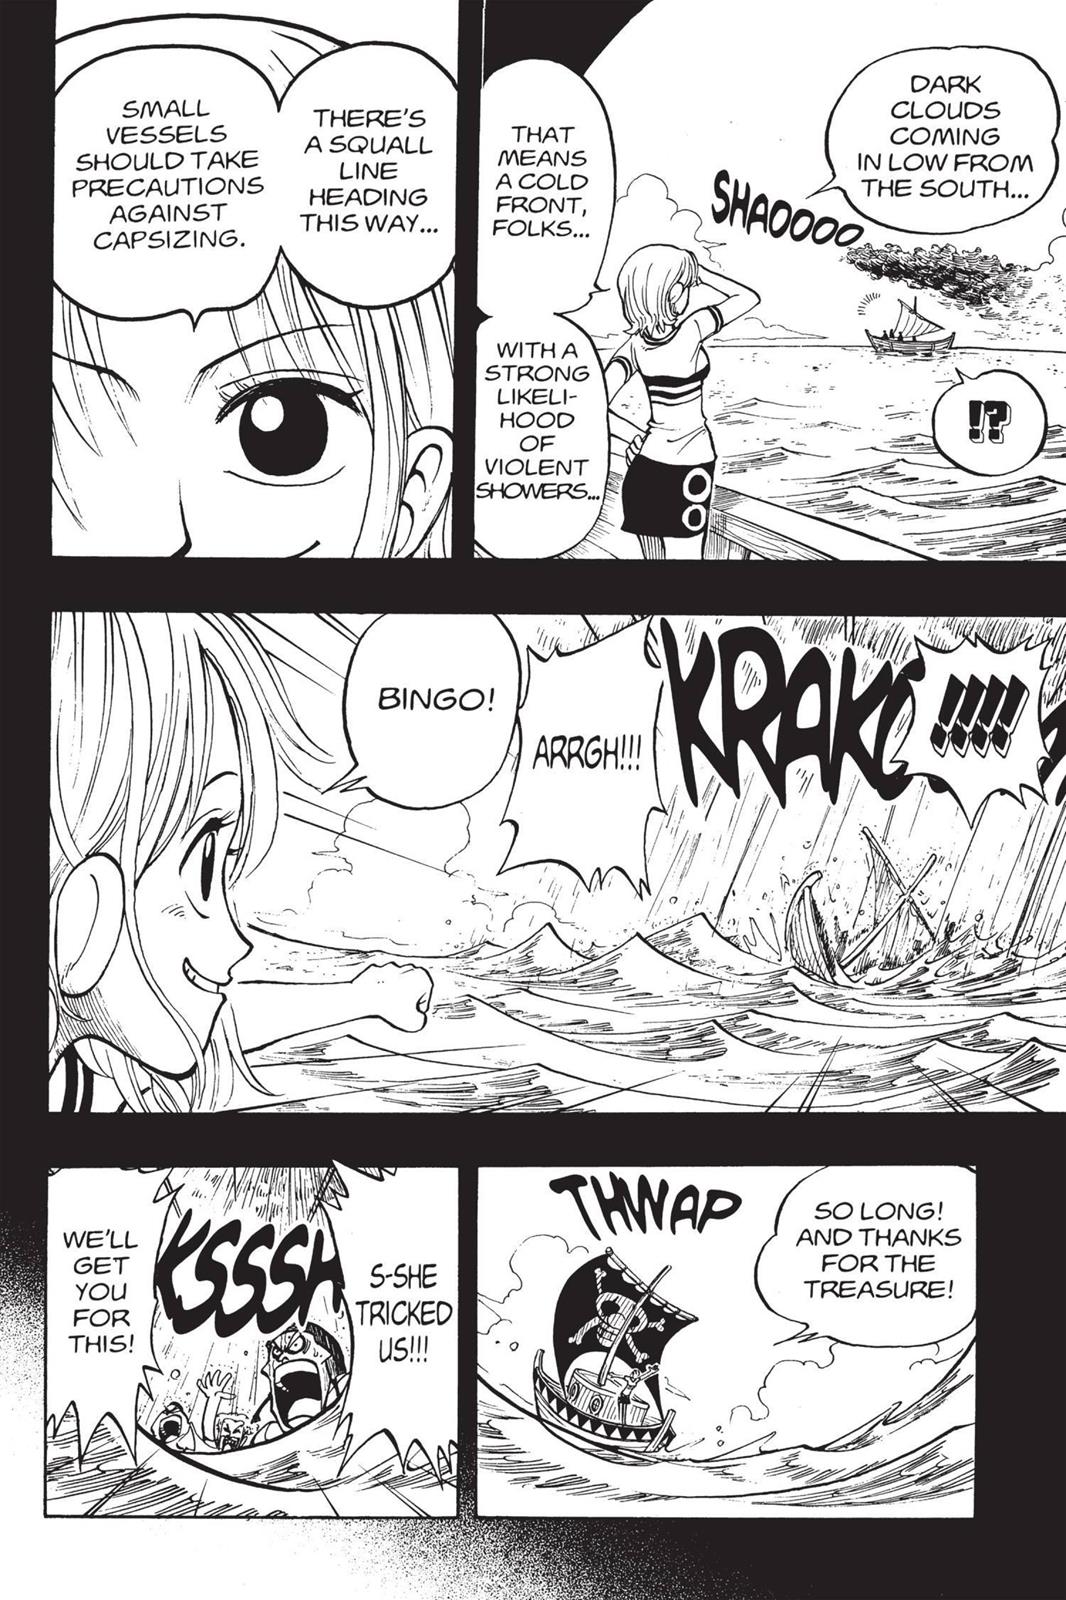 DARK
CLOUDS
COMING
IN LOW FROM
THE SOUTH...
SHAOOOO
THAT
MEANS
A COLD
FRONT,
FOLKS...
!?
WITH A
STRONG
LIKELI-
HOOD
OF
VIOLENT
SHOWERS...
THERE'S
A SQUALL
LINE
HEADING
THIS WAY...
SMALL
VESSELS
SHOULD TAKE
PRECAUTIONS
AGAINST
CAPSIZING.
!!!!!
ARRGH!!!
BINGO!
SO LONG!
AND THANKS
FOR THE
TREASURE!
THWAP
S-SHE
TRICKED
US!!!
KSSSH
WE'LL
GET
YOU
FOR
THIS!